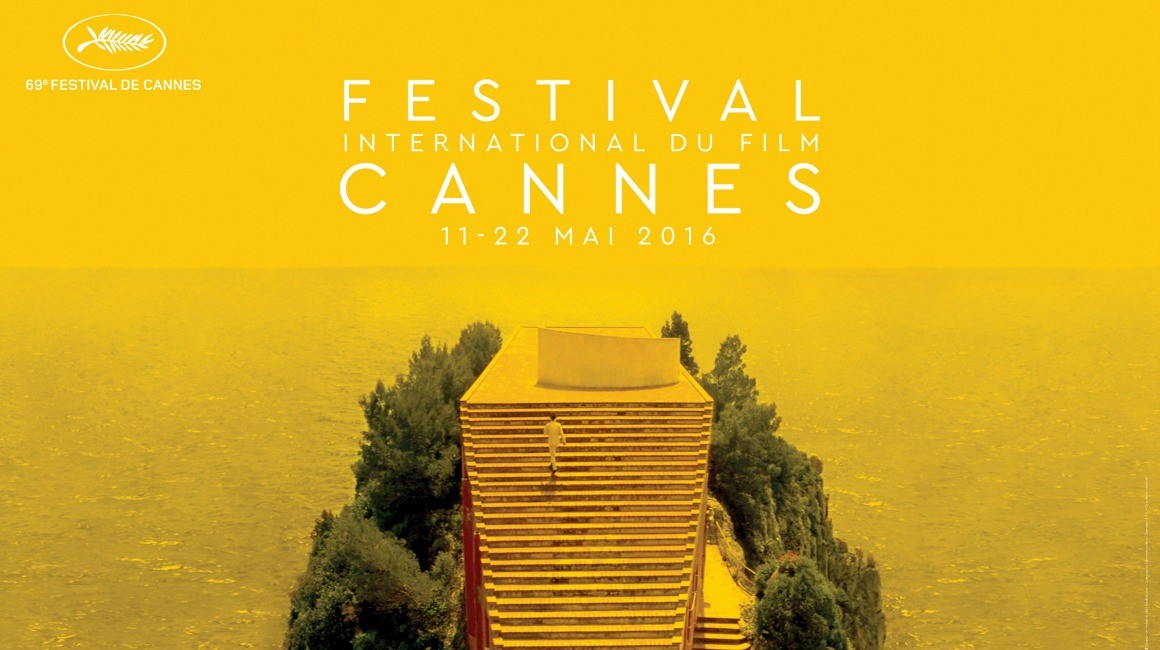 69e FESTIVAL DE CANNES
FESTIVAL
INTERNATIONAL DU FILM
CANNES
11-22 MAI 2016